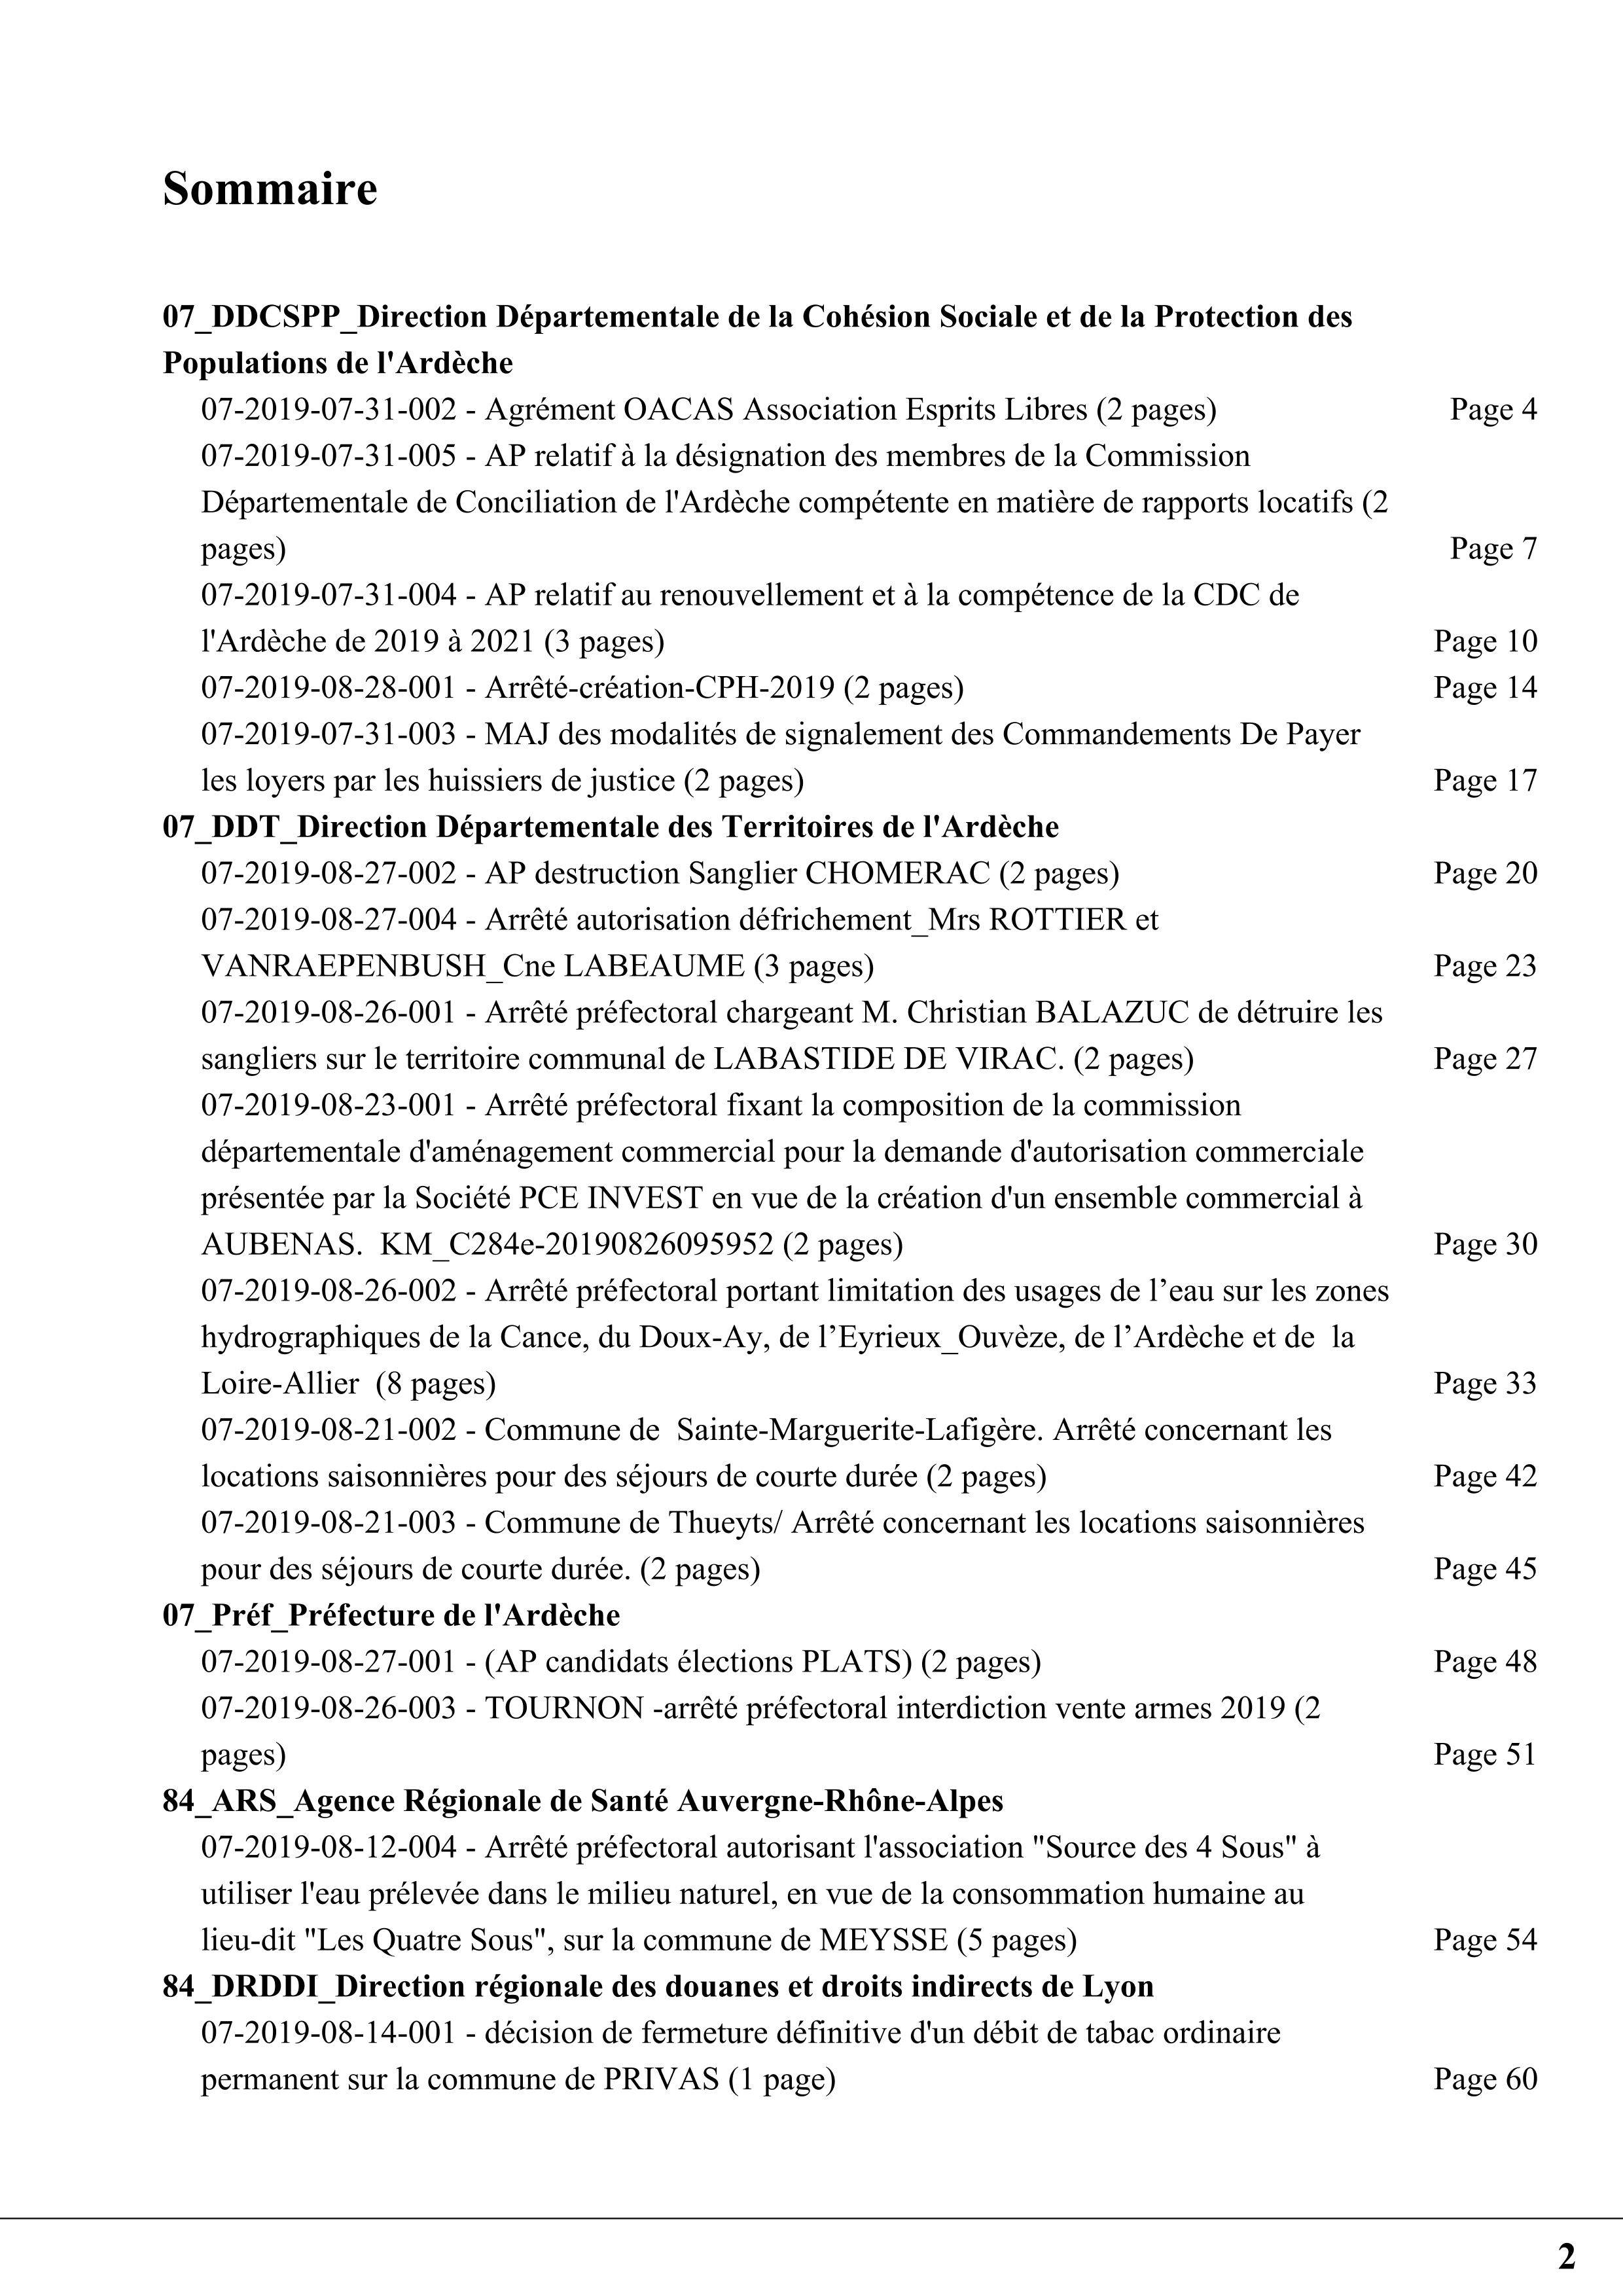 Sommaire
07_DDCSPP_Direction Départementale de la Cohésion Sociale et de la Protection des
Populations de l'Ardèche
07-2019-07-31-002 - Agrément OACAS Association Esprits Libres (2 pages) Page 4
07-2019-07-31-005 - AP relatif à la désignation des membres de la Commission
Départementale de Conciliation de l'Ardèche compétente en matière de rapports locatifs (2
pages) Page 7
07-2019-07-31-004 - AP relatif au renouvellement et à la compétence de la CDC de
l'Ardèche de 2019 à 2021 (3 pages) Page 10
07-2019-08-28-001 - Arrêté-création-CPH-2019 (2 pages) Page 14
07-2019-07-31-003 - MAJ des modalités de signalement des Commandements De Payer
les loyers par les huissiers de justice (2 pages) Page 17
07_DDT_Direction Départementale des Territoires de l'Ardèche
07-2019-08-27-002 - AP destruction Sanglier CHOMERAC (2 pages) Page 20
07-2019-08-27-004 - Arrêté autorisation défrichement_Mrs ROTTIER et
VANRAEPENBUSH_Cne LABEAUME (3 pages) Page 23
07-2019-08-26-001 - Arrêté préfectoral chargeant M. Christian BALAZUC de détruire les
sangliers sur le territoire communal de LABASTIDE DE VIRAC. (2 pages) Page 27
07-2019-08-23-001 - Arrêté préfectoral fixant la composition de la commission
départementale d'aménagement commercial pour la demande d'autorisation commerciale
présentée par la Société PCE INVEST en vue de la création d'un ensemble commercial à
AUBENAS.  KM_C284e-20190826095952 (2 pages) Page 30
07-2019-08-26-002 - Arrêté préfectoral portant limitation des usages de l’eau sur les zones
hydrographiques de la Cance, du Doux-Ay, de l’Eyrieux_Ouvèze, de l’Ardèche et de  la
Loire-Allier  (8 pages) Page 33
07-2019-08-21-002 - Commune de  Sainte-Marguerite-Lafigère. Arrêté concernant les
locations saisonnières pour des séjours de courte durée (2 pages) Page 42
07-2019-08-21-003 - Commune de Thueyts/ Arrêté concernant les locations saisonnières
pour des séjours de courte durée. (2 pages) Page 45
07_Préf_Préfecture de l'Ardèche
07-2019-08-27-001 - (AP candidats élections PLATS) (2 pages) Page 48
07-2019-08-26-003 - TOURNON -arrêté préfectoral interdiction vente armes 2019 (2
pages) Page 51
84_ARS_Agence Régionale de Santé Auvergne-Rhône-Alpes
07-2019-08-12-004 - Arrêté préfectoral autorisant l'association "Source des 4 Sous" à
utiliser l'eau prélevée dans le milieu naturel, en vue de la consommation humaine au
lieu-dit "Les Quatre Sous", sur la commune de MEYSSE (5 pages) Page 54
84_DRDDI_Direction régionale des douanes et droits indirects de Lyon
07-2019-08-14-001 - décision de fermeture définitive d'un débit de tabac ordinaire
permanent sur la commune de PRIVAS (1 page) Page 60
2